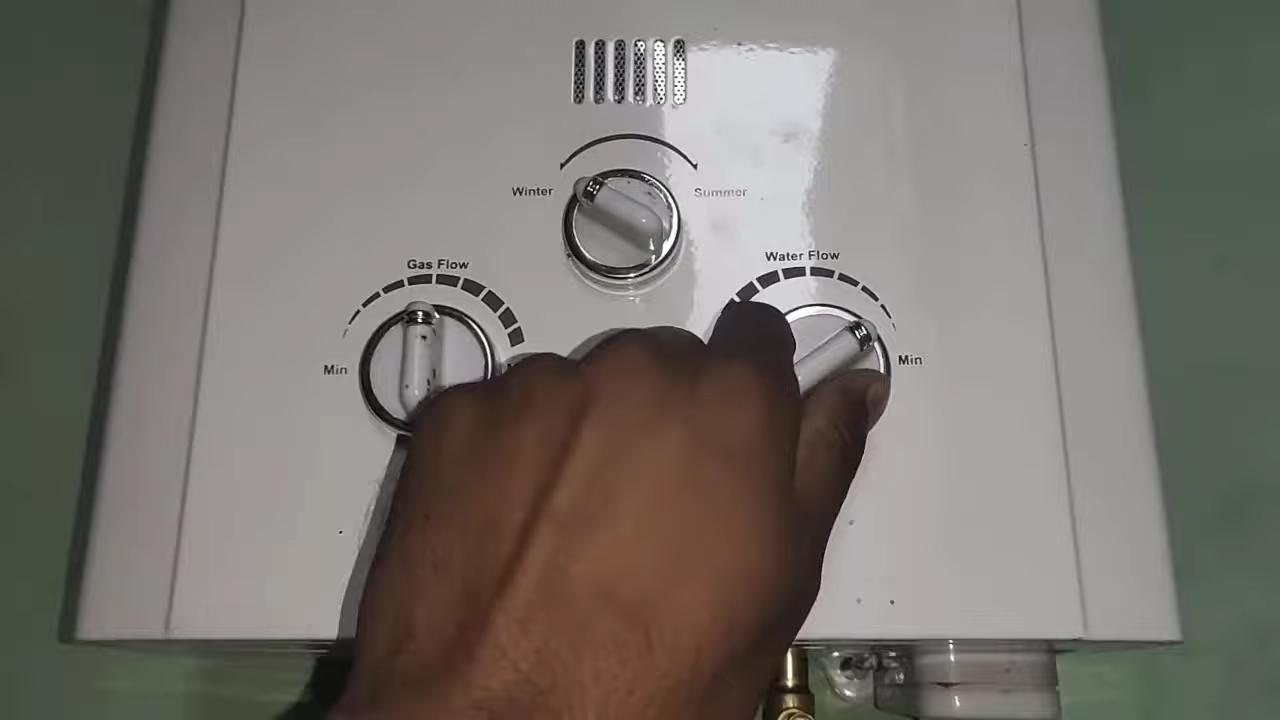 Winter
Summer
Gas Flow
Water Flow
Min
Min